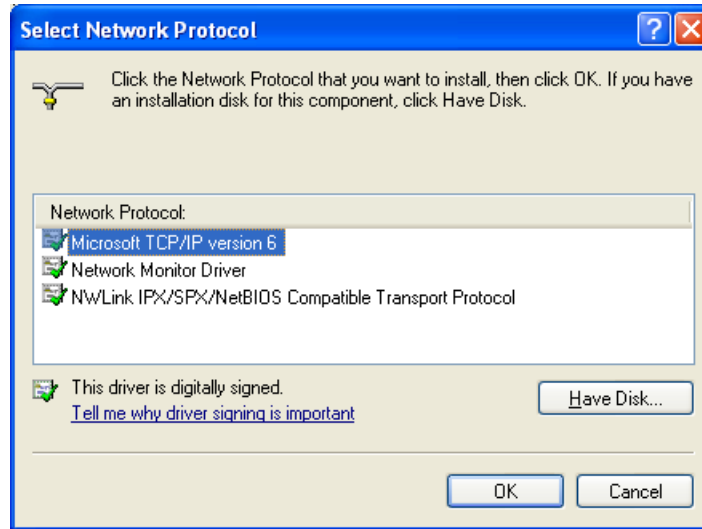 Select Network Protocol
Click the Network Protocol that you want to install, then click OK. If you have
an installation disk for this component, click Have Disk.
Network Protocol:
Microsoft TCP/IP version 6
Network Monitor Driver
NWLink IPX/SPX/NetBIOS Compatible Transport Protocol
This driver is digitally signed.
Have Disk...
Tell me why driver signing is important
OK
Cancel